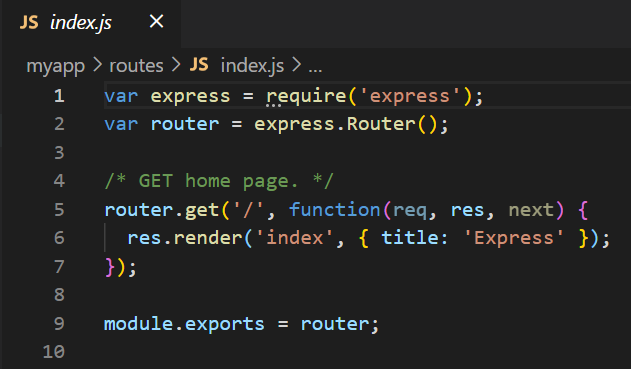 JS index.js ×
myapp > routes > JS index.js > ...
1 var express = require('express');
2 var router = express.Router();
3
4 /* GET home page. */
5 router.get('/', function(req, res, next) {
6   res.render('index', { title: 'Express' });
7 });
8
9 module.exports = router;
10